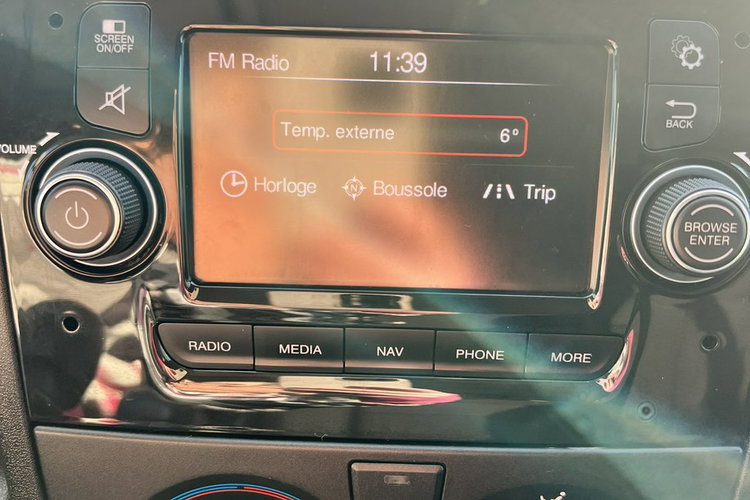 SCREEN
ON/OFF
FM Radio 11:39
BACK
VOLUME
Temp. externe 6°
Horloge N Boussole Trip
BROWSE
ENTER
RADIO MEDIA NAV PHONE MORE